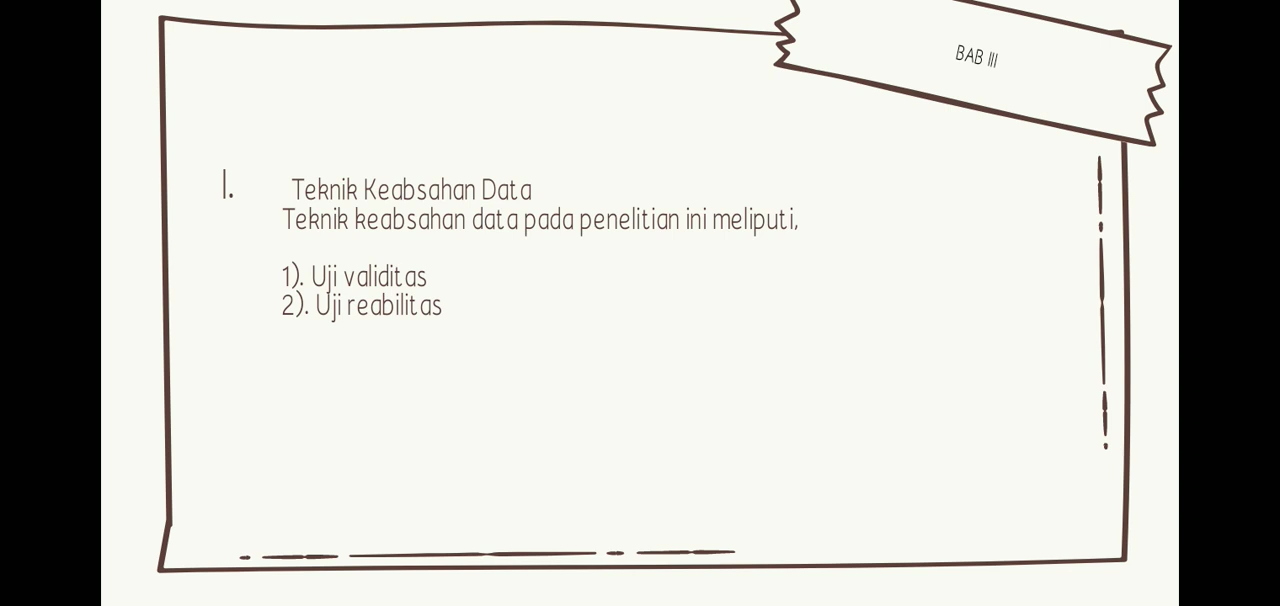 BAB III
I. Teknik Keabsahan Data
Teknik keabsahan data pada penelitian ini meliputi,
1). Uji validitas
2). Uji reabilitas